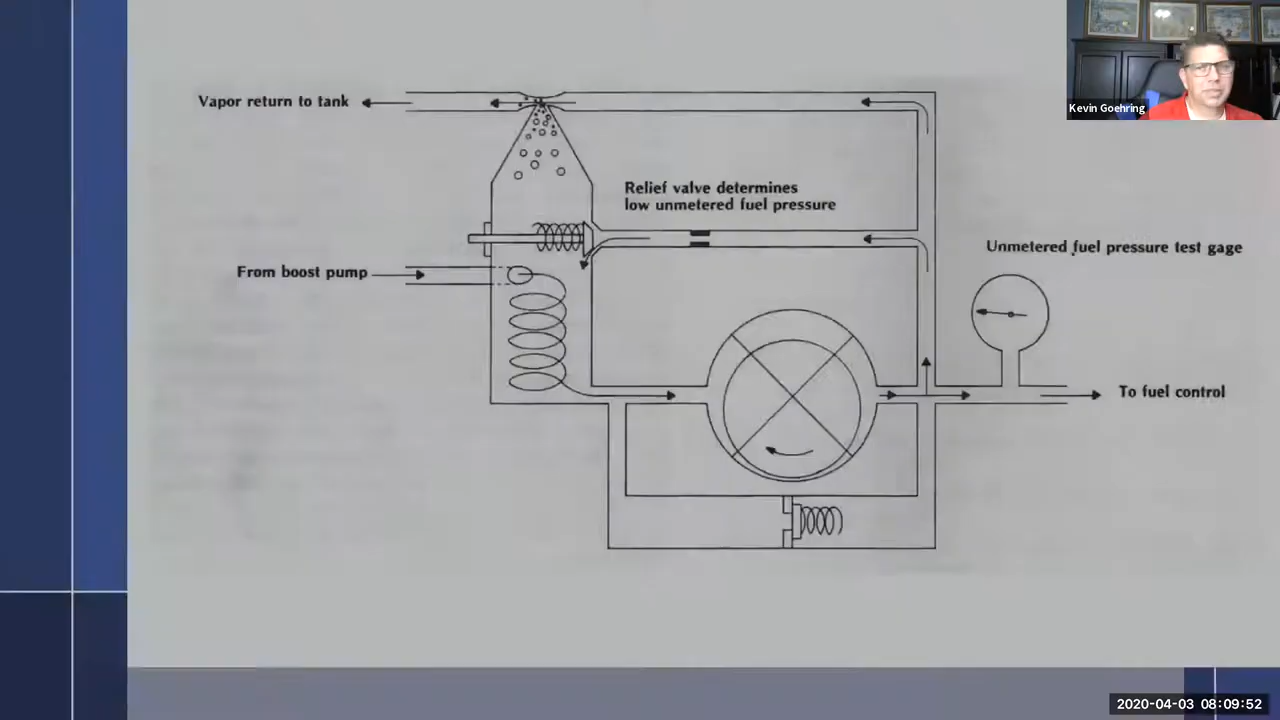 Kevin Goehring
Vapor return to tank
Relief valve determines
low unmetered fuel pressure
Unmetered fuel pressure test gage
From boost pump
To fuel control
2020-04-03 08:09:52